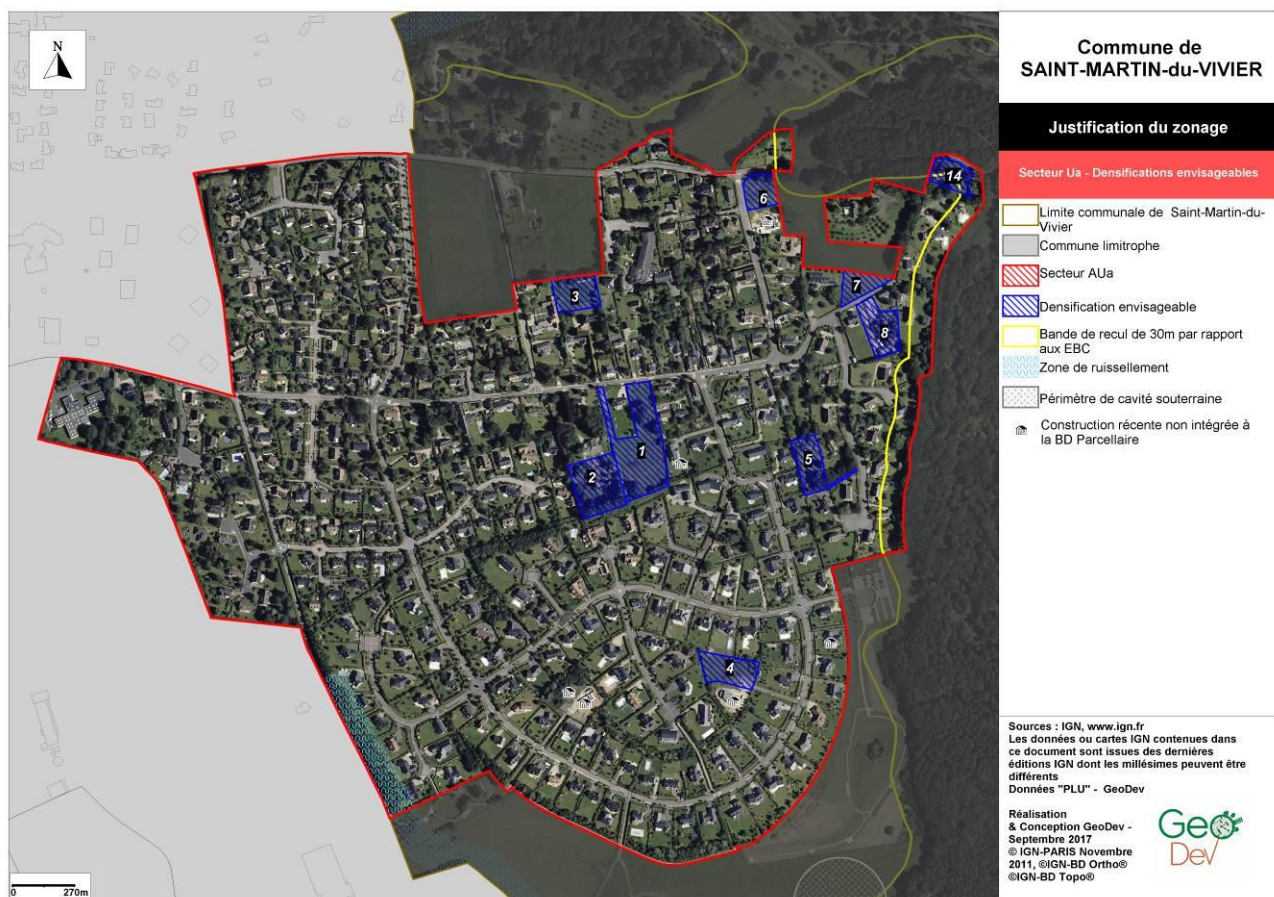 N
Commune de
SAINT-MARTIN-du-VIVIER
Justification du zonage
Secteur Ua - Densifications envisageables
Limite communale de Saint-Martin-du-
Vivier
Commune limitrophe
Secteur AUa
Densification envisageable
Bande de recul de 30m par rapport
aux EBC
Zone de ruissellement
Périmètre de cavité souterraine
Construction récente non intégrée à
la BD Parcellaire
14
6
7
3
8
1
5
2
4
0 270m
Sources : IGN, www.ign.fr
Les données ou cartes IGN contenues dans
ce document sont issues des dernières
éditions IGN dont les millésimes peuvent être
différents
Données "PLU" - GeoDev
Réalisation
& Conception GeoDev -
Septembre 2017
© IGN-PARIS Novembre
2011, ©IGN-BD Ortho®
©IGN-BD Topo®
Geo
Dev